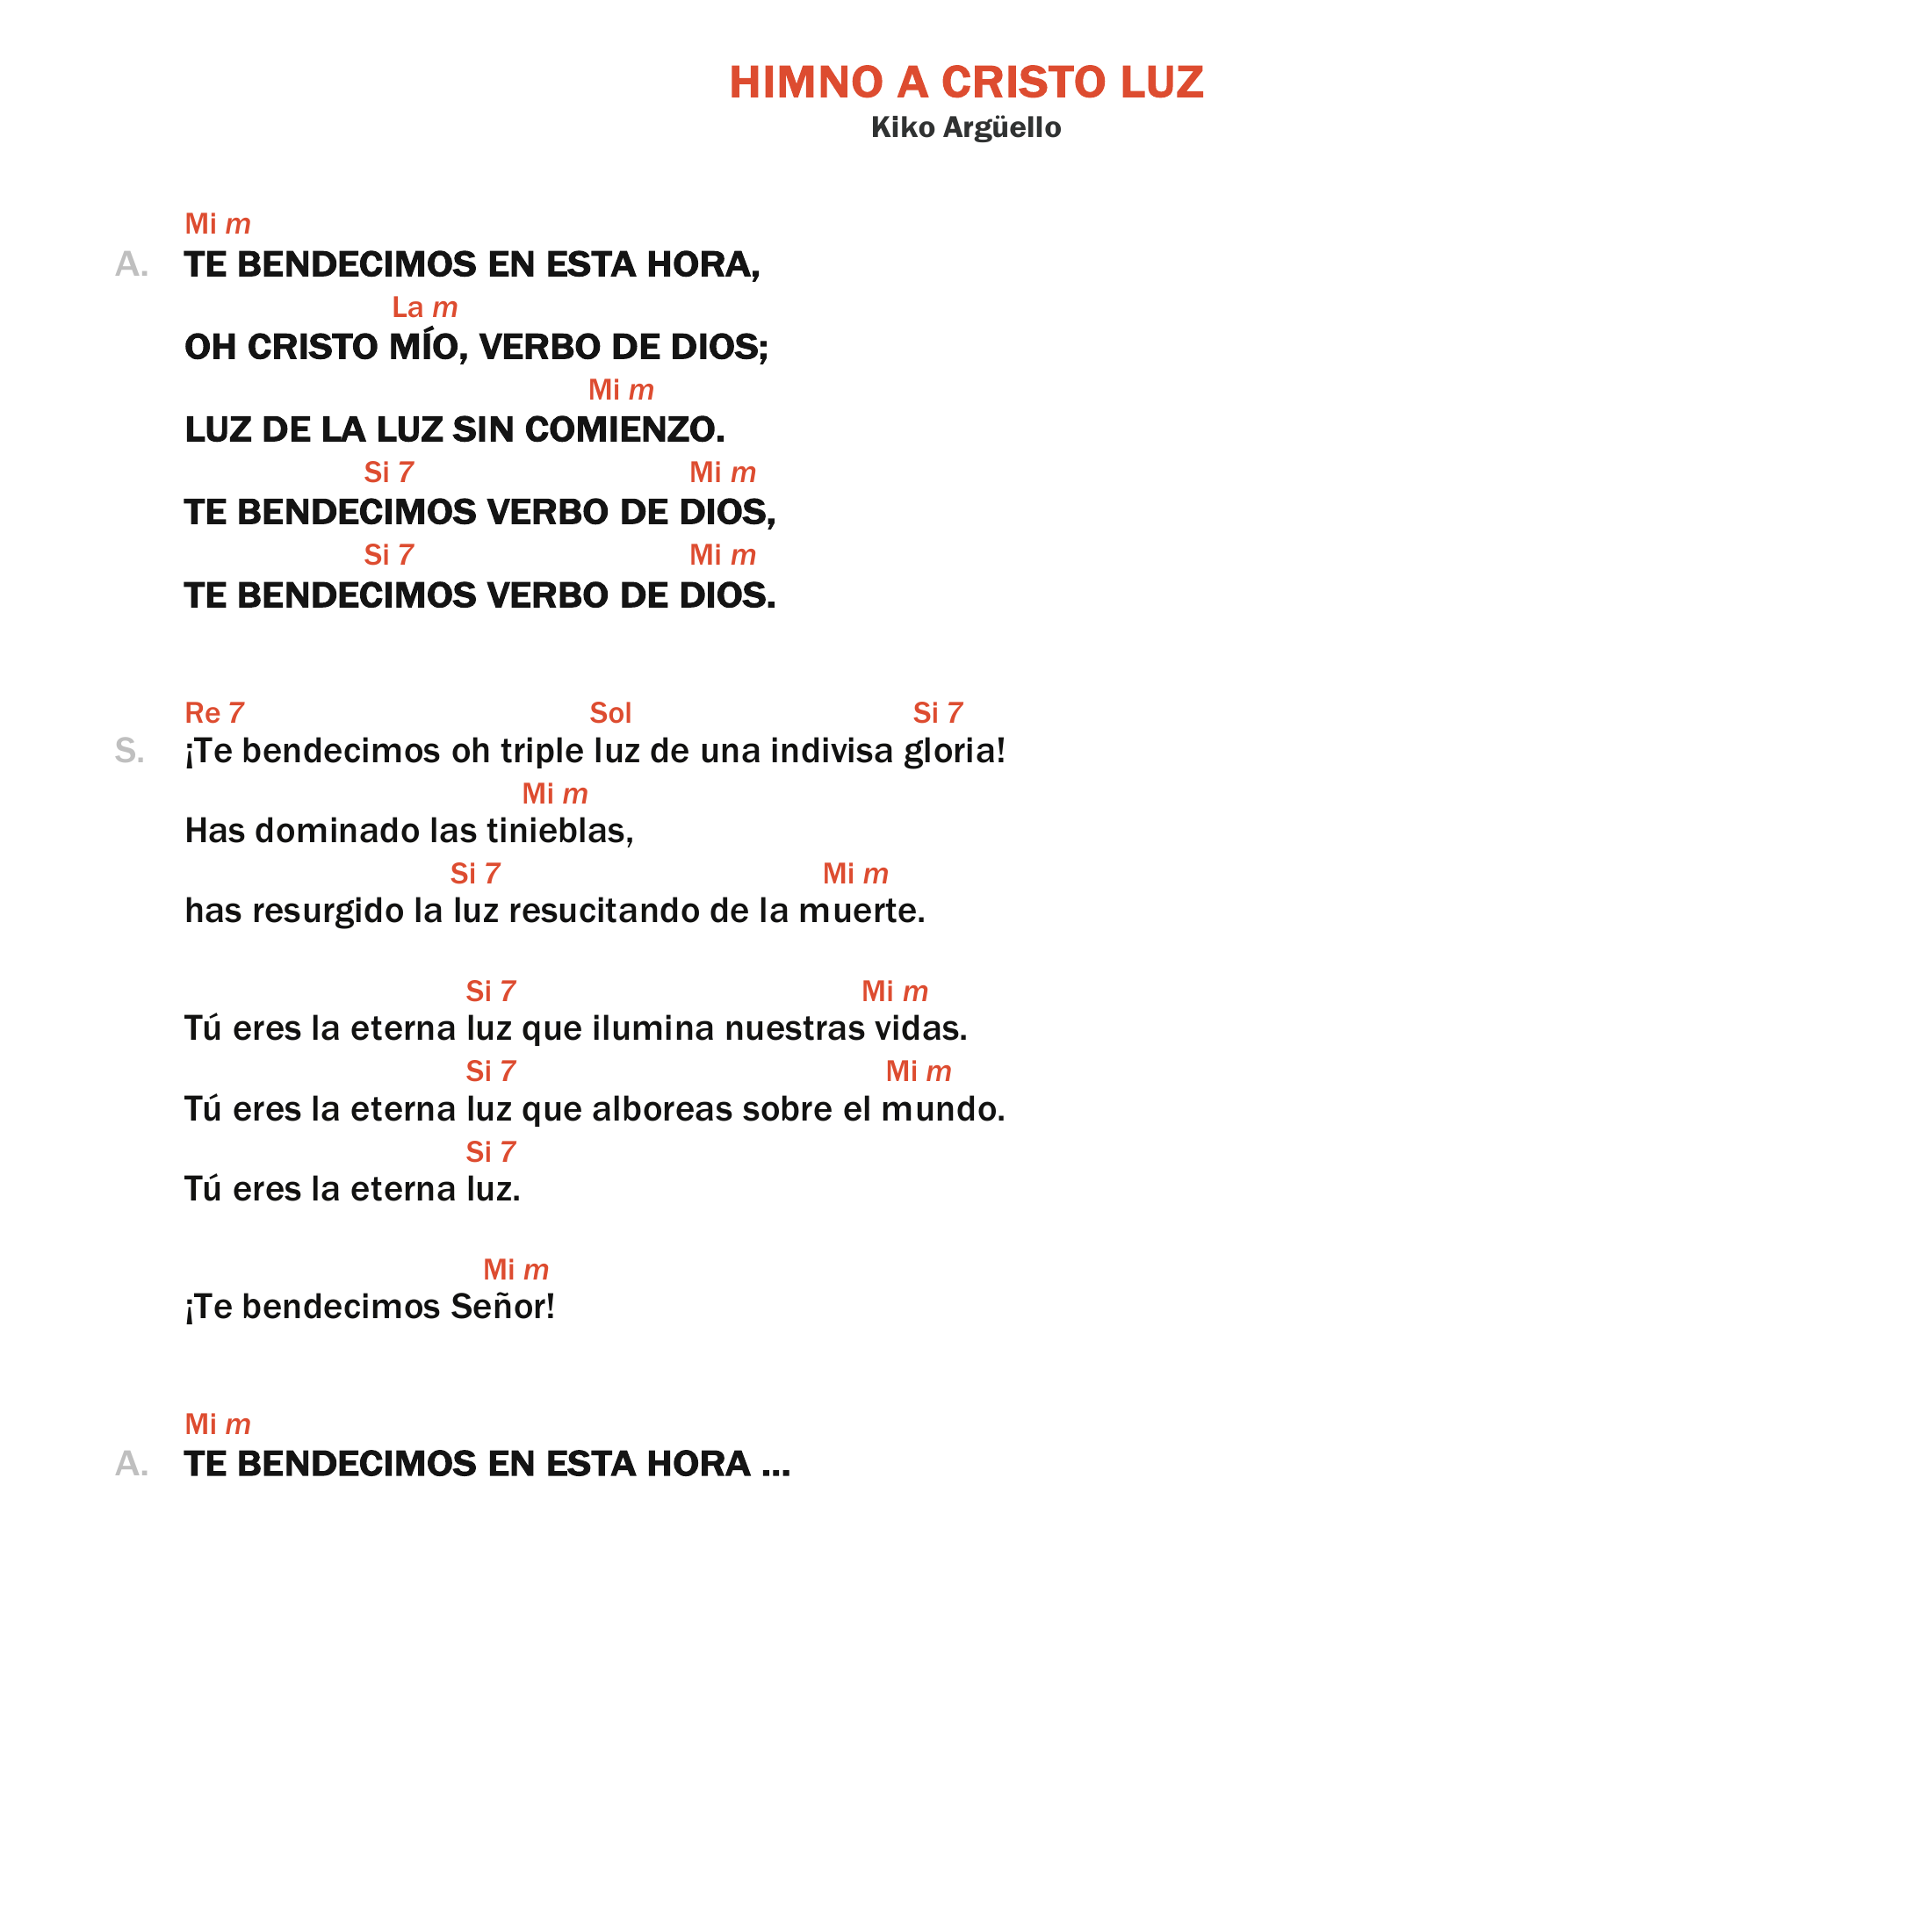 HIMNO A CRISTO LUZ
Kiko Argüello
Mi m
A. TE BENDECIMOS EN ESTA HORA,
La m
OH CRISTO MÍO, VERBO DE DIOS;
Mi m
LUZ DE LA LUZ SIN COMIENZO.
Si 7 Mi m
TE BENDECIMOS VERBO DE DIOS,
Si 7 Mi m
TE BENDECIMOS VERBO DE DIOS.
Re 7 Sol Si 7
S. ¡Te bendecimos oh triple luz de una indivisa gloria!
Mi m
Has dominado las tinieblas,
Si 7 Mi m
has resurgido la luz resucitando de la muerte.
Si 7 Mi m
Tú eres la eterna luz que ilumina nuestras vidas.
Si 7 Mi m
Tú eres la eterna luz que alboreas sobre el mundo.
Si 7
Tú eres la eterna luz.
Mi m
¡Te bendecimos Señor!
Mi m
A. TE BENDECIMOS EN ESTA HORA ...